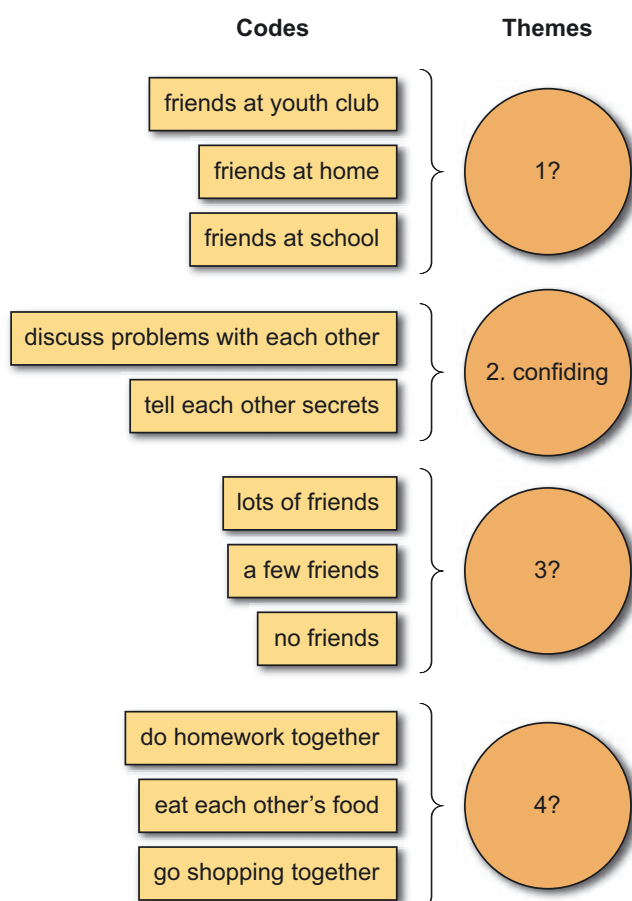 Codes Themes
friends at youth club
friends at home
friends at school
1?
discuss problems with each other
tell each other secrets
2. confiding
lots of friends
a few friends
no friends
3?
do homework together
eat each other's food
go shopping together
4?